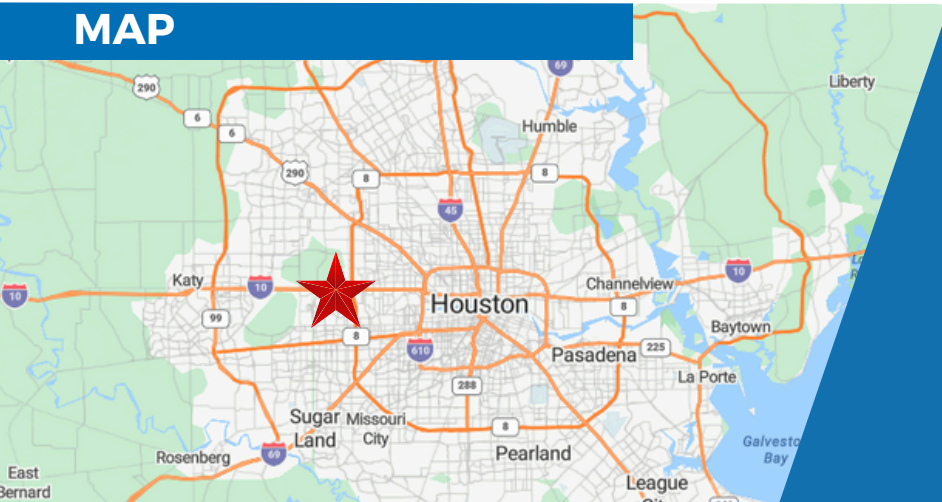 MAP
290
69
Liberty
6
6
Humble
290
8
8
45
Katy
10
10
Channelview
10
99
Houston
8
Baytown
8
610
Pasadena
225
La Porte
288
Sugar
Land
Missouri
City
8
Rosenberg
69
Pearland
Galvesto
Bay
East
Bernard
League